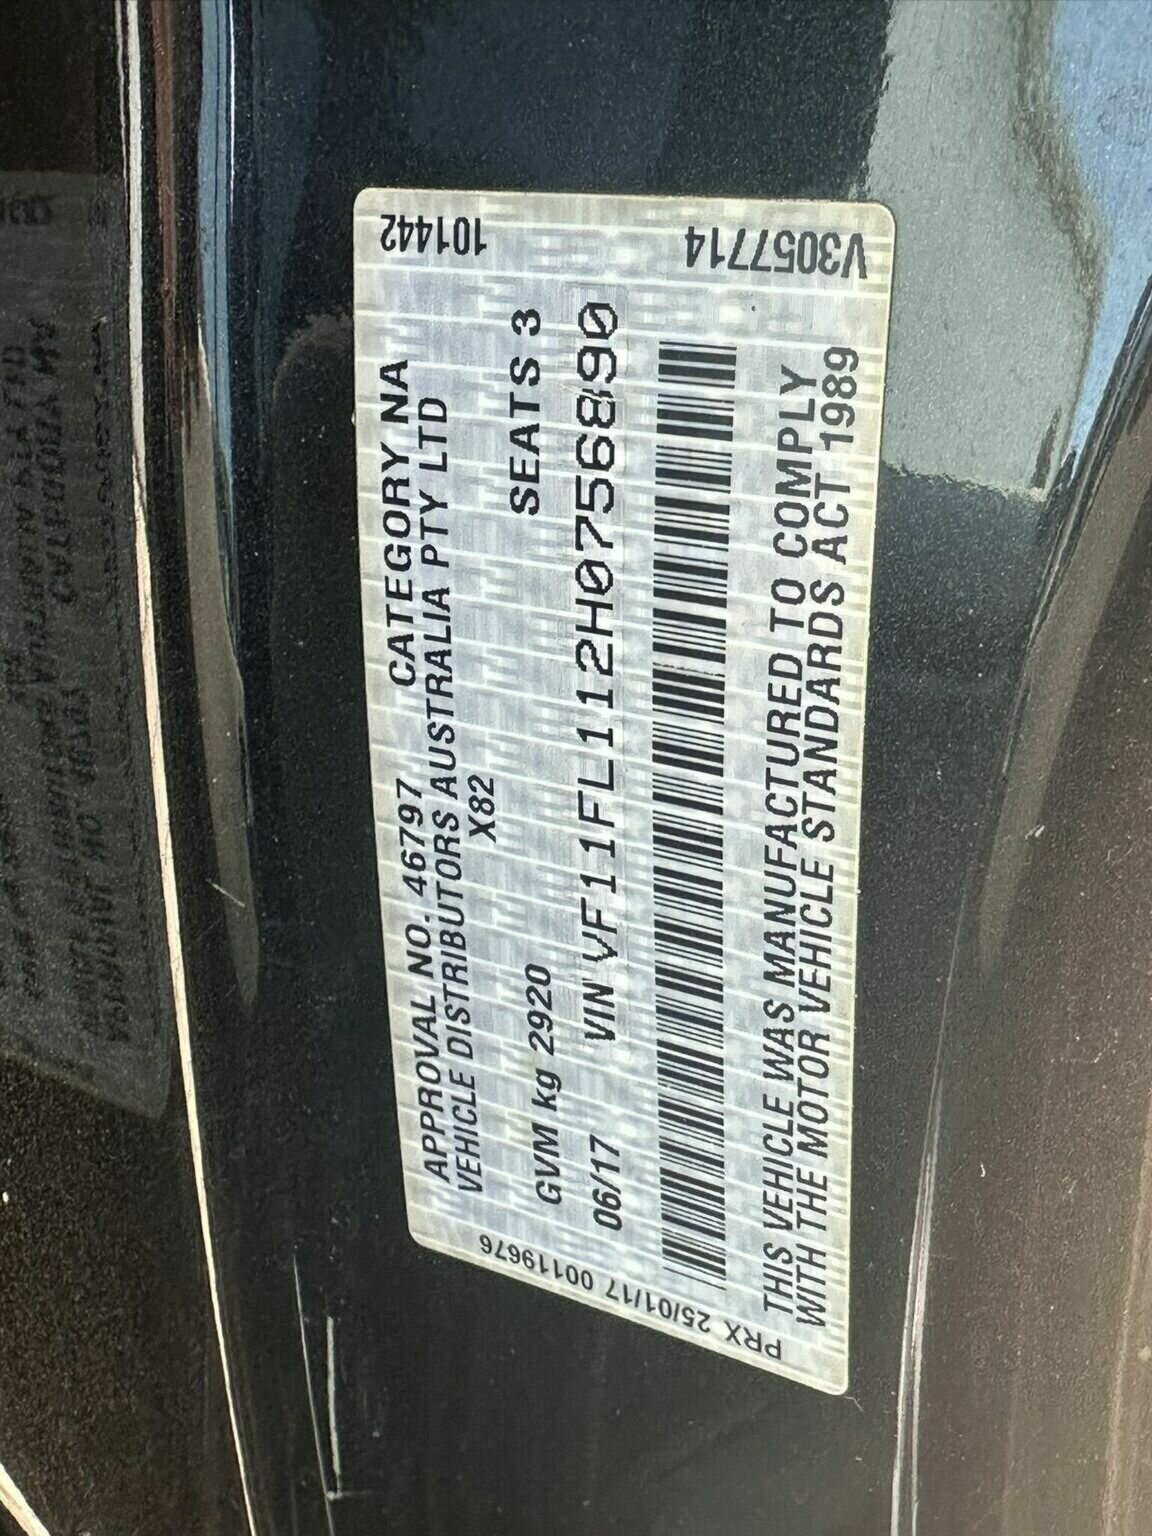 APPROVAL NO. 46797 CATEGORY NA
VEHICLE DISTRIBUTORS AUSTRALIA PTY LTD
X82
GVM kg 2920 SEATS 3
06/17 VIN VF11FL112H0756890
THIS VEHICLE WAS MANUFACTURED TO COMPLY
WITH THE MOTOR VEHICLE STANDARDS ACT 1989
101442 V3057714
PRX 25/01/17 00119676